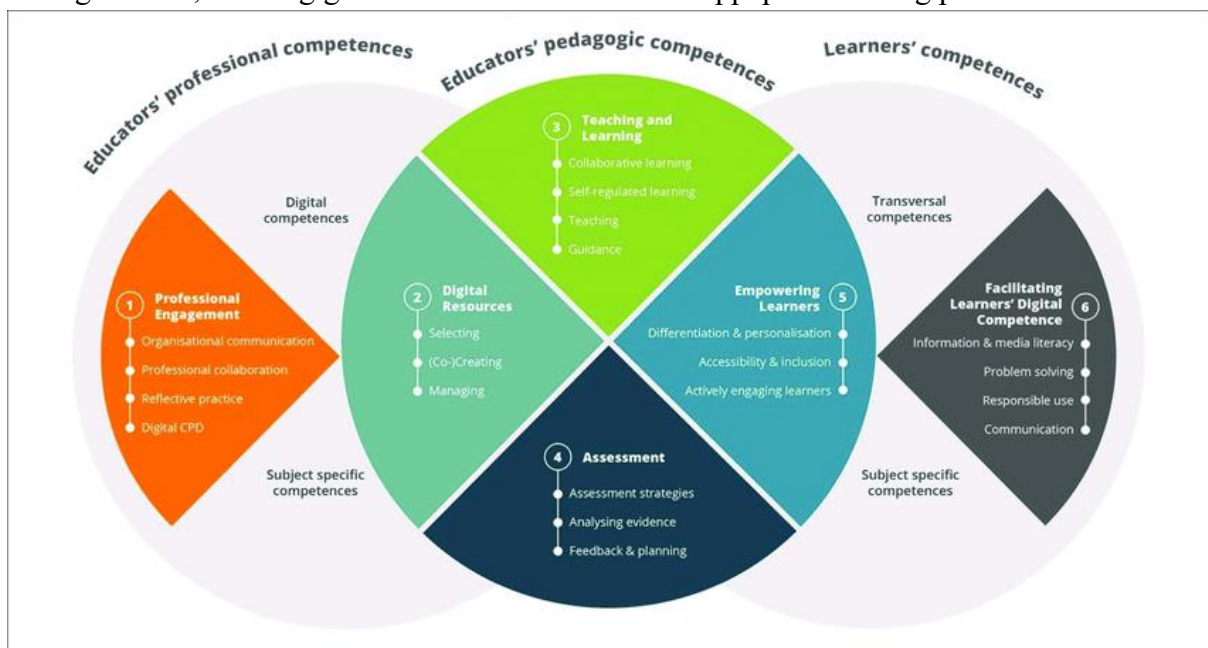 Educators' professional competences
Educators' pedagogic competences
Learners' competences
Digital
competences
Subject specific
competences
1
Professional
Engagement
Organisational communication
Professional collaboration
Reflective practice
Digital CPD
2
Digital
Resources
Selecting
(Co-)Creating
Managing
3
Teaching and
Learning
Collaborative learning
Self-regulated learning
Teaching
Guidance
4
Assessment
Assessment strategies
Analysing evidence
Feedback & planning
Empowering
Learners
5
Differentiation & personalisation
Accessibility & inclusion
Actively engaging learners
Transversal
competences
Subject specific
competences
Facilitating
Learners' Digital
Competence
6
Information & media literacy
Problem solving
Responsible use
Communication